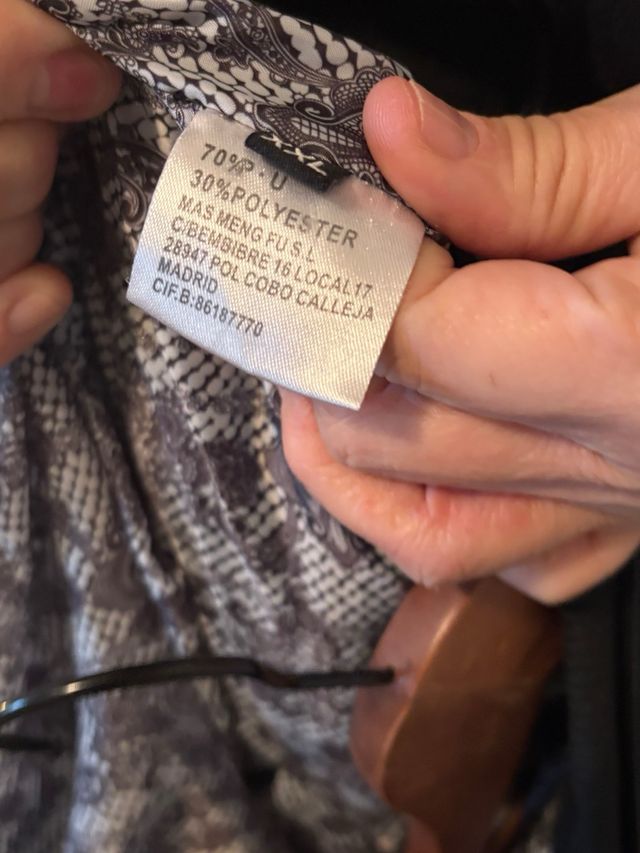 XXL
70%P·U
30%POLYESTER
MAS MENG FU S L
C/BEMBIBRE 16 LOCAL17
28947 POL COBO CALLEJA
MADRID
CIF.B:86187770